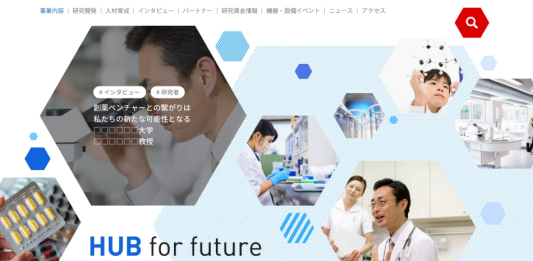 事業内容 | 研究開発 | 人材育成 | インタビュー | パートナー | 研究資金情報 | 機器・設備イベント | ニュース | アクセス
# インタビュー # 研究者
創薬ベンチャーとの繋がりは
私たちの新たな可能性となる
□□□□□□大学
□□□□□□教授
HUB for future